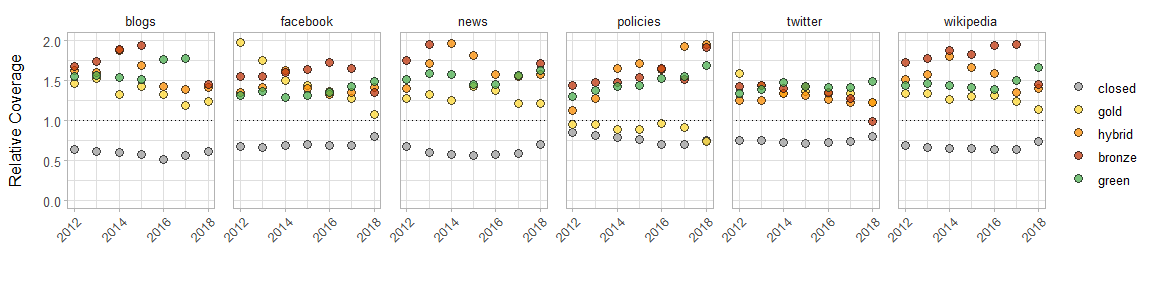 blogs facebook news policies twitter wikipedia
Relative Coverage
2.0
1.5
1.0
0.5
0.0
2012 2014 2016 2018 2012 2014 2016 2018 2012 2014 2016 2018 2012 2014 2016 2018 2012 2014 2016 2018 2012 2014 2016 2018
closed
gold
hybrid
bronze
green